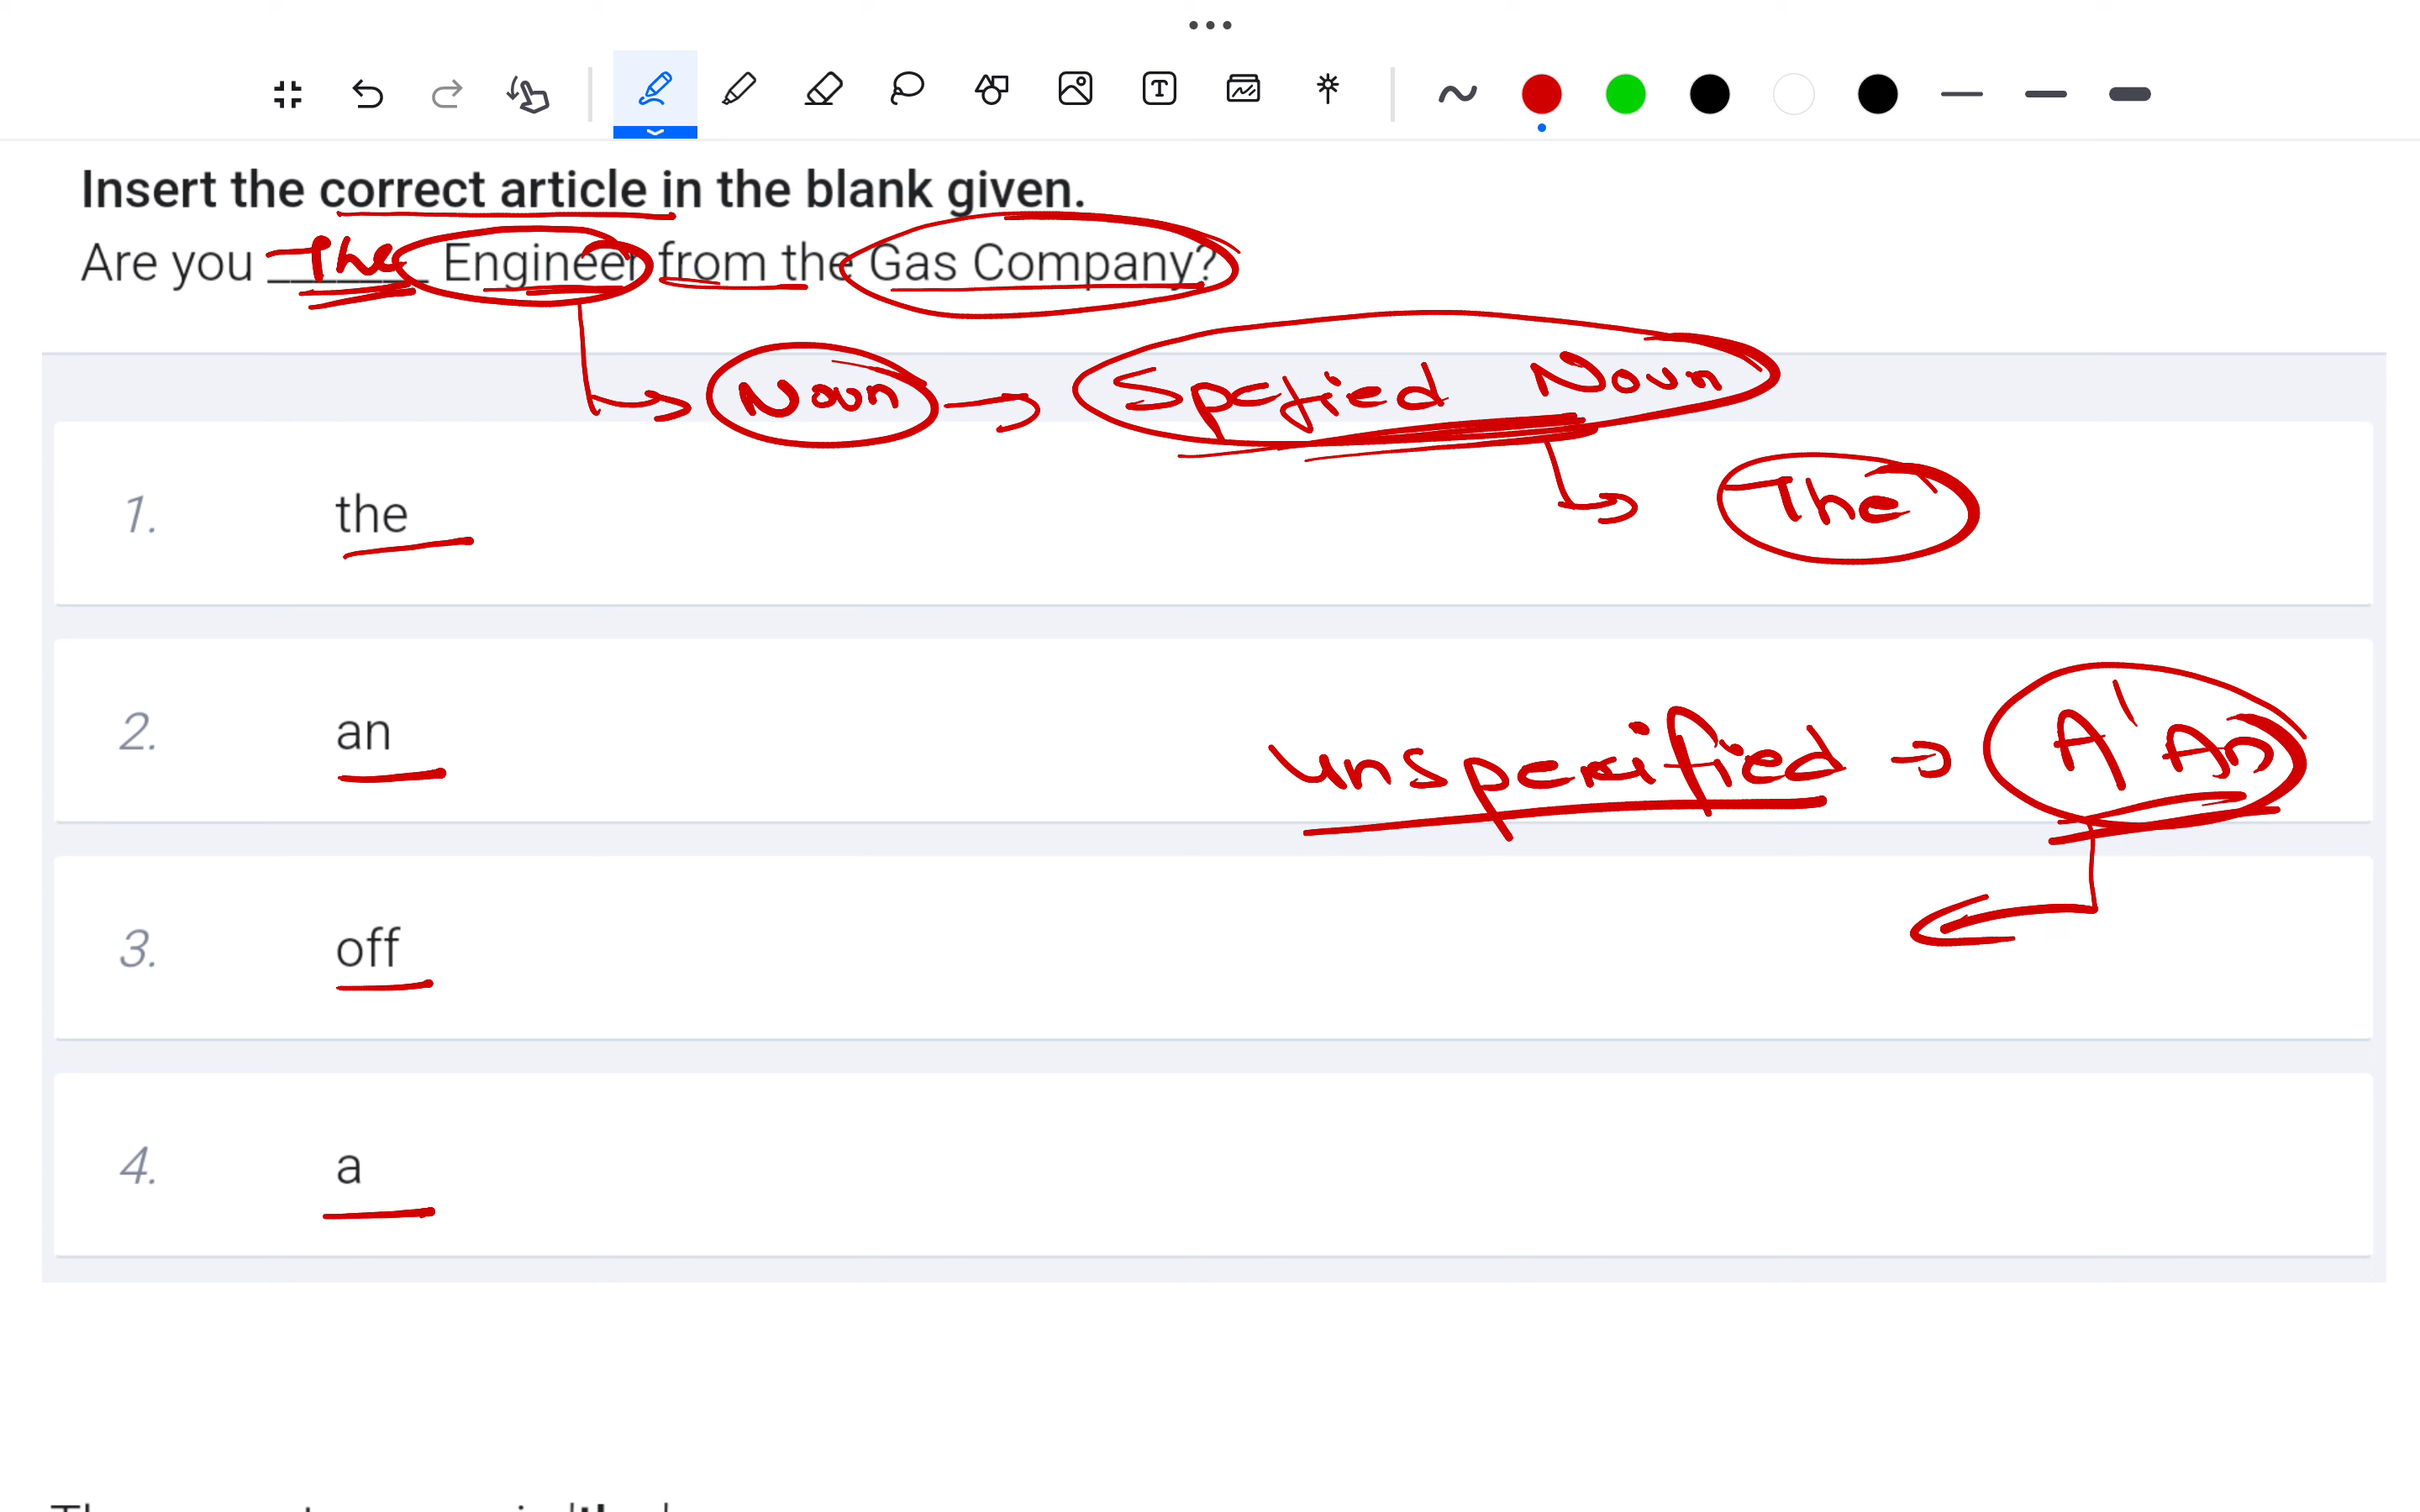 Insert the correct article in the blank given.
Are you The Engineer from the Gas Company?
Noun → Spefied Noun
1. the
The
2. an
unspecified → A' An
3. off
4. a